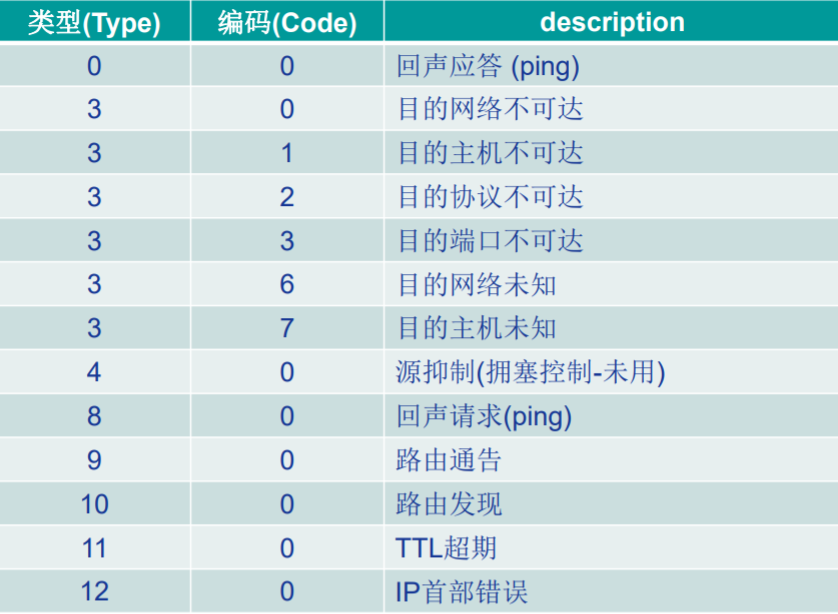 类型(Type) 编码(Code) description
0 0 回声应答 (ping)
3 0 目的网络不可达
3 1 目的主机不可达
3 2 目的协议不可达
3 3 目的端口不可达
3 6 目的网络未知
3 7 目的主机未知
4 0 源抑制(拥塞控制-未用)
8 0 回声请求(ping)
9 0 路由通告
10 0 路由发现
11 0 TTL超期
12 0 IP首部错误